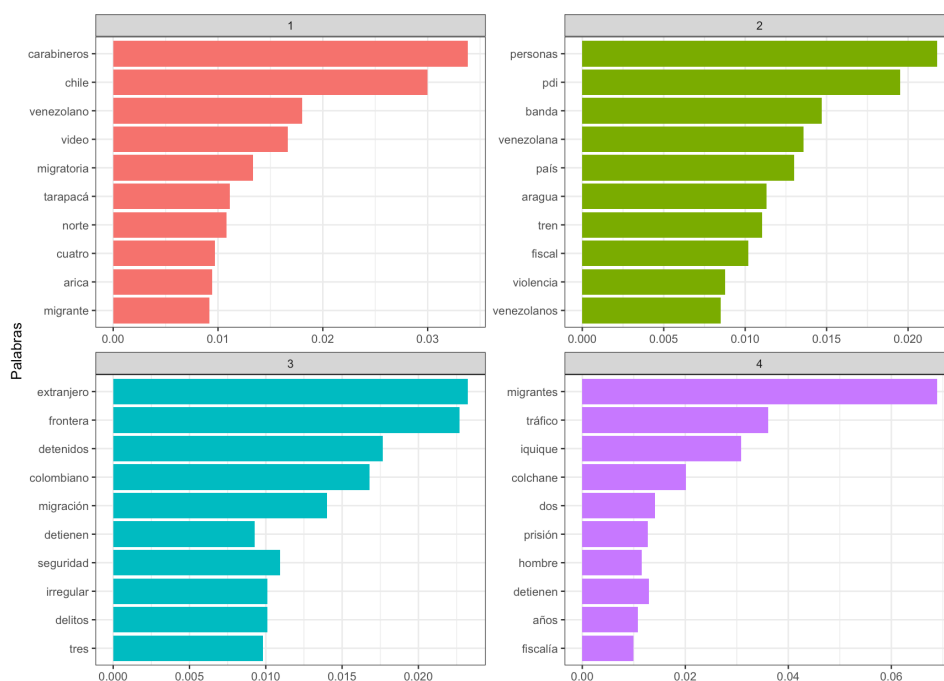 Palabras
1
carabineros
chile
venezolano
video
migratoria
tarapacá
norte
cuatro
arica
migrante
0.00 0.01 0.02 0.03
2
personas
pdi
banda
venezolana
país
aragua
tren
fiscal
violencia
venezolanos
0.000 0.005 0.010 0.015 0.020
3
extranjero
frontera
detenidos
colombiano
migración
detienen
seguridad
irregular
delitos
tres
0.000 0.005 0.010 0.015 0.020
4
migrantes
tráfico
iquique
colchane
dos
prisión
hombre
detienen
años
fiscalía
0.00 0.02 0.04 0.06